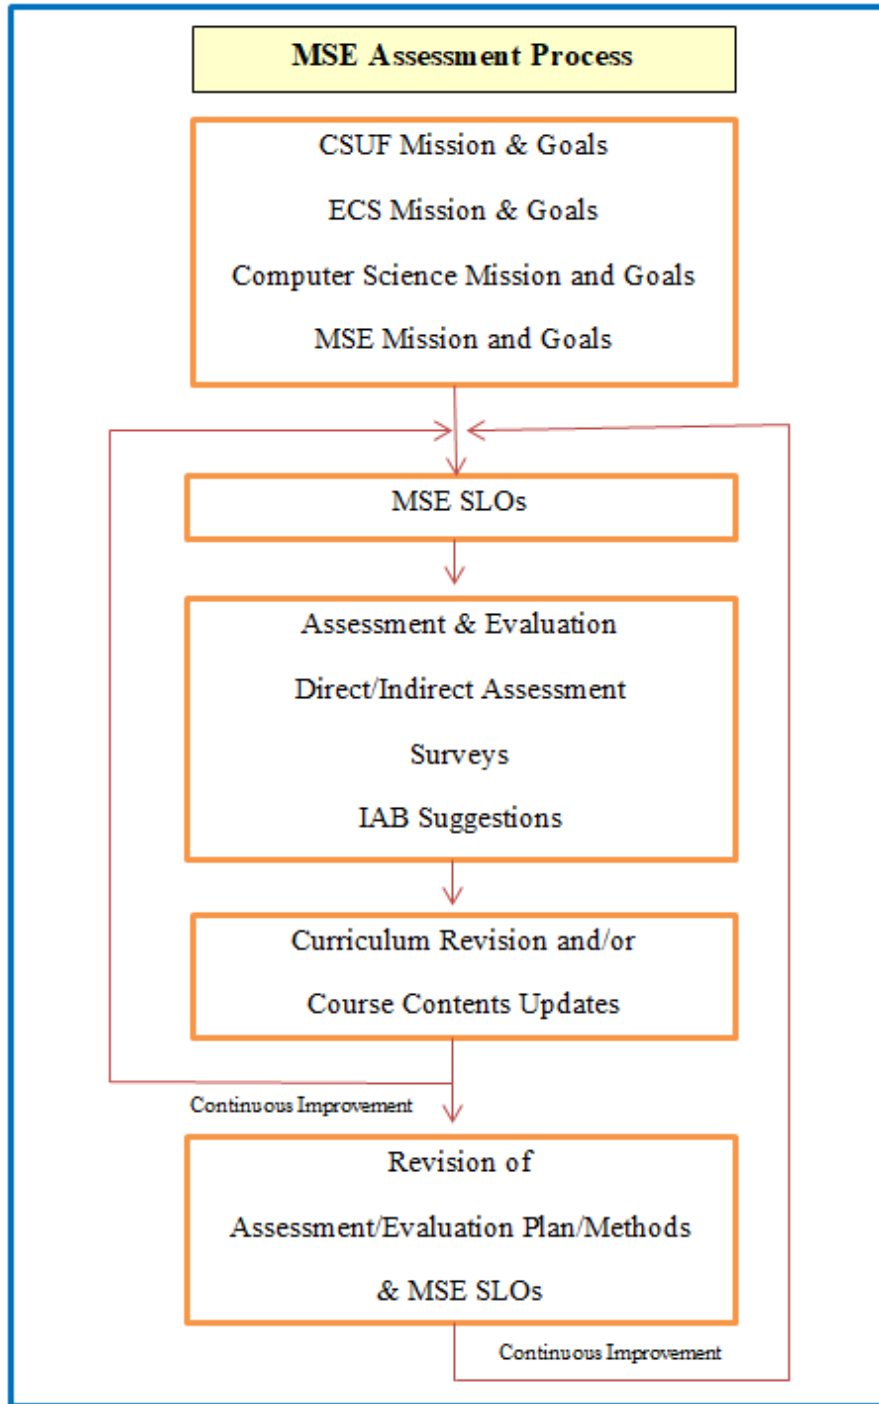 MSE Assessment Process
CSUF Mission & Goals
ECS Mission & Goals
Computer Science Mission and Goals
MSE Mission and Goals
MSE SLOs
Assessment & Evaluation
Direct/Indirect Assessment
Surveys
IAB Suggestions
Curriculum Revision and/or
Course Contents Updates
Continuous Improvement
Revision of
Assessment/Evaluation Plan/Methods
& MSE SLOs
Continuous Improvement